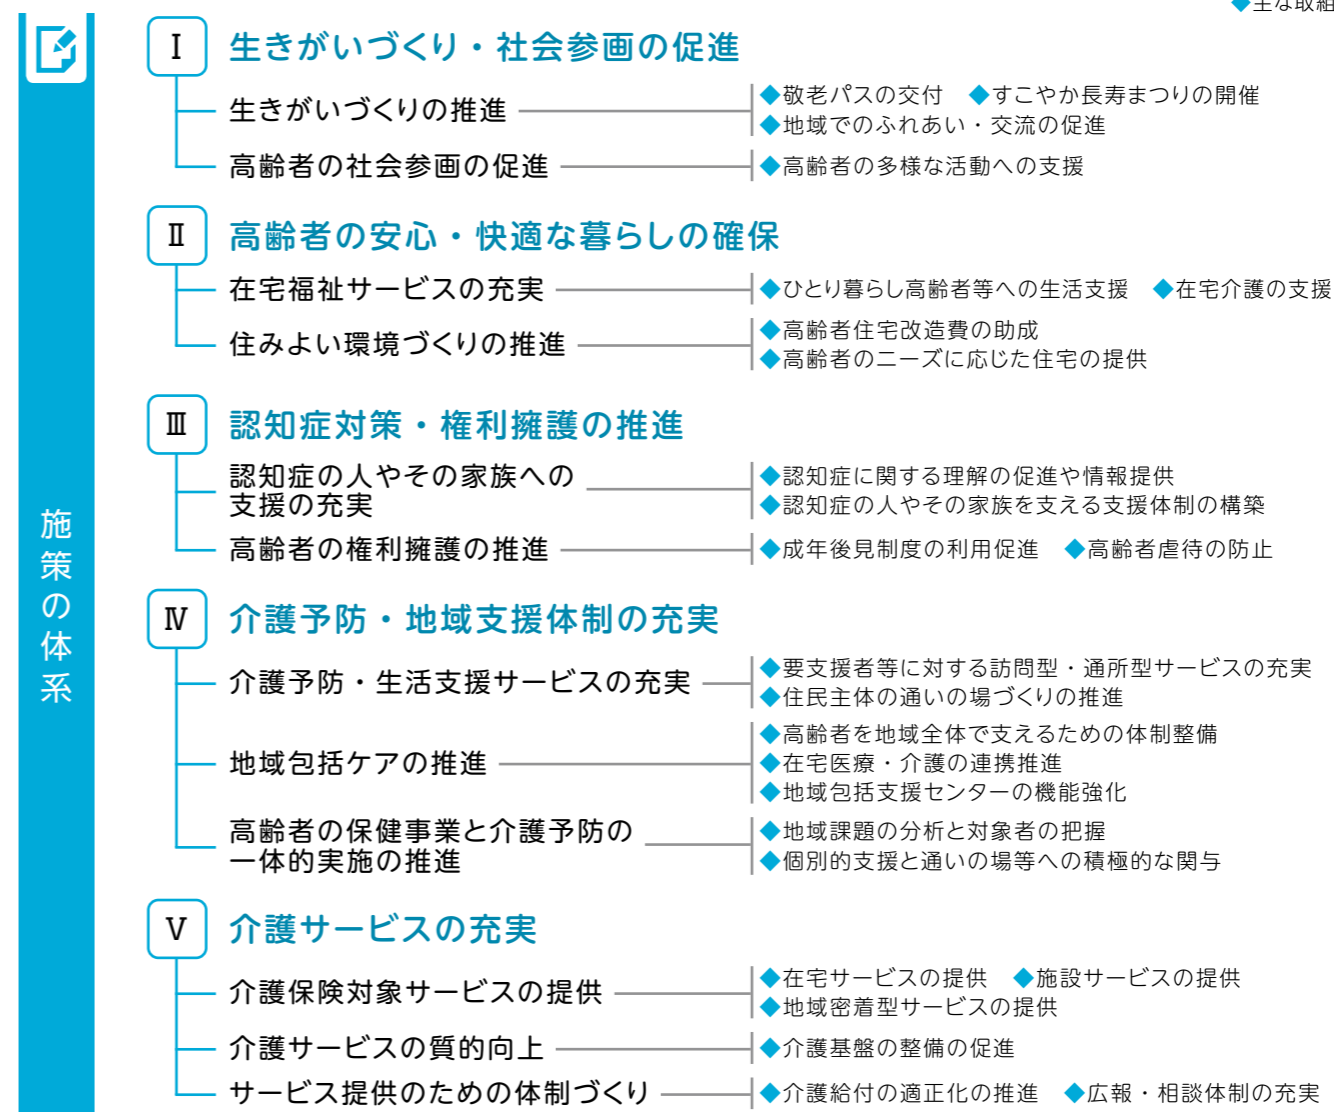 ◆主な取組
施策の体系
Ⅰ 生きがいづくり・社会参画の促進
生きがいづくりの推進
◆敬老パスの交付 ◆すこやか長寿まつりの開催
◆地域でのふれあい・交流の促進
高齢者の社会参画の促進
◆高齢者の多様な活動への支援
Ⅱ 高齢者の安心・快適な暮らしの確保
在宅福祉サービスの充実
◆ひとり暮らし高齢者等への生活支援 ◆在宅介護の支援
住みよい環境づくりの推進
◆高齢者住宅改造費の助成
◆高齢者のニーズに応じた住宅の提供
Ⅲ 認知症対策・権利擁護の推進
認知症の人やその家族への
支援の充実
◆認知症に関する理解の促進や情報提供
◆認知症の人やその家族を支える支援体制の構築
高齢者の権利擁護の推進
◆成年後見制度の利用促進 ◆高齢者虐待の防止
Ⅳ 介護予防・地域支援体制の充実
介護予防・生活支援サービスの充実
◆要支援者等に対する訪問型・通所型サービスの充実
◆住民主体の通いの場づくりの推進
地域包括ケアの推進
◆高齢者を地域全体で支えるための体制整備
◆在宅医療・介護の連携推進
◆地域包括支援センターの機能強化
高齢者の保健事業と介護予防の
一体的実施の推進
◆地域課題の分析と対象者の把握
◆個別的支援と通いの場等への積極的な関与
Ⅴ 介護サービスの充実
介護保険対象サービスの提供
◆在宅サービスの提供 ◆施設サービスの提供
◆地域密着型サービスの提供
介護サービスの質的向上
◆介護基盤の整備の促進
サービス提供のための体制づくり
◆介護給付の適正化の推進 ◆広報・相談体制の充実